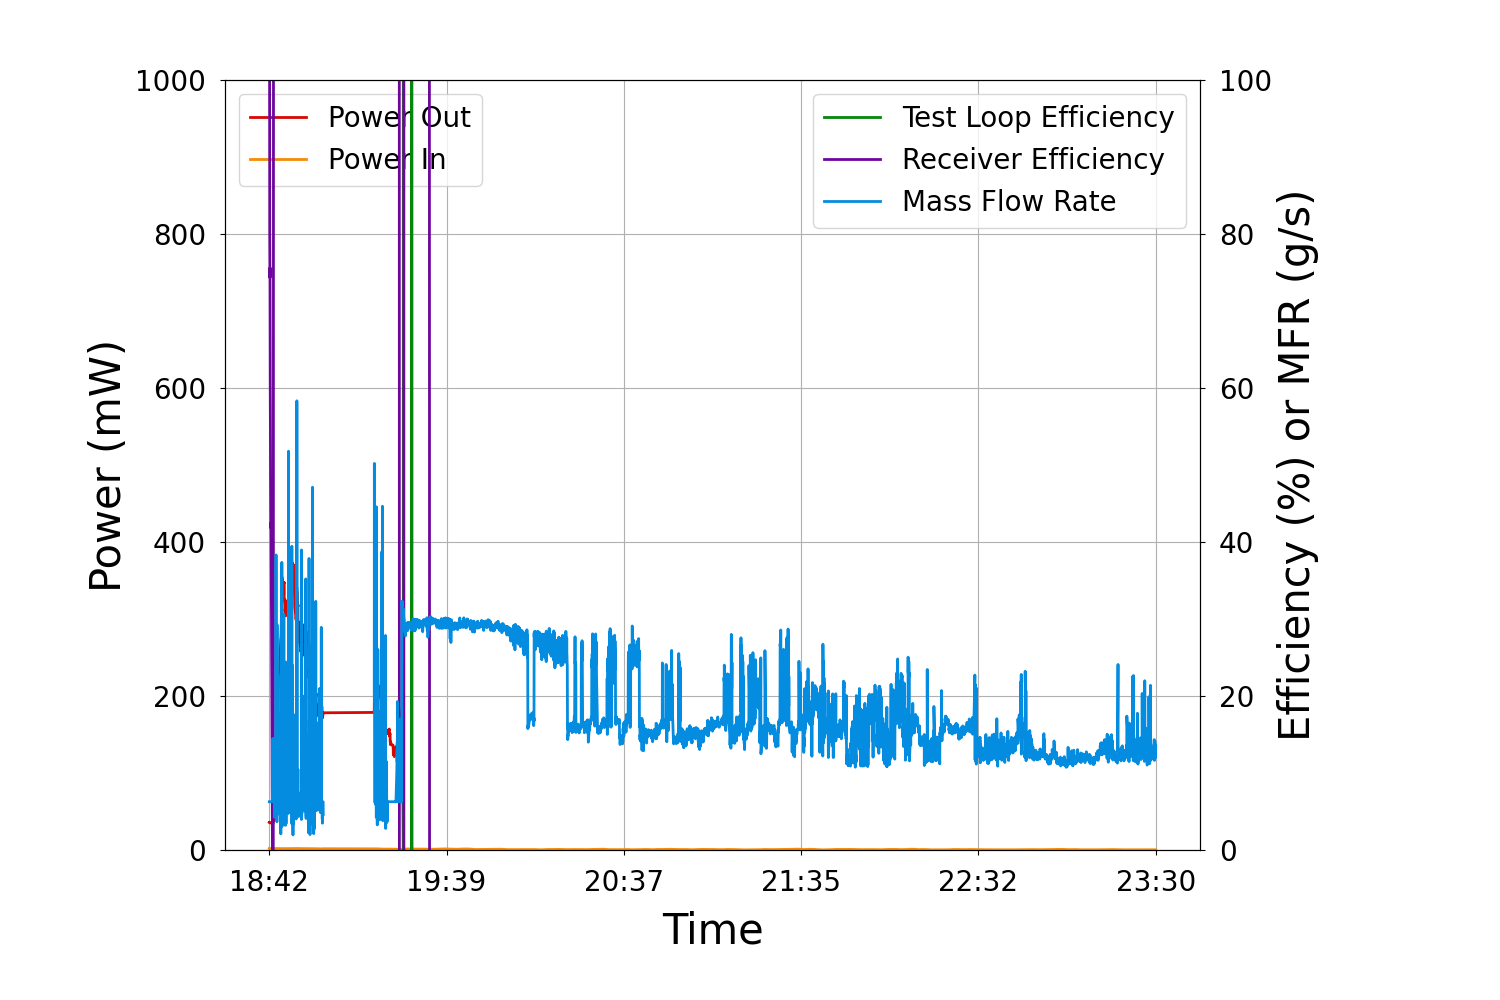 1000
800
600
400
200
0
Power (mW)
Power Out
Power In
Test Loop Efficiency
Receiver Efficiency
Mass Flow Rate
100
80
60
40
20
0
Efficiency (%) or MFR (g/s)
18:42 19:39 20:37 21:35 22:32 23:30
Time